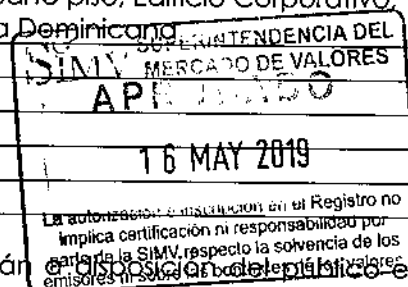 piso, Edificio Corporativo,
a Dominicana
SUPERINTENDENCIA DEL
SIMV MERCADO DE VALORES
APROBADO
16 MAY 2019
La autorización e inscripción en el Registro no
implica certificación ni responsabilidad por
parte de la SIMV respecto la solvencia de los
emisores ni sobre las bondades de los valores
án a disposición del público e